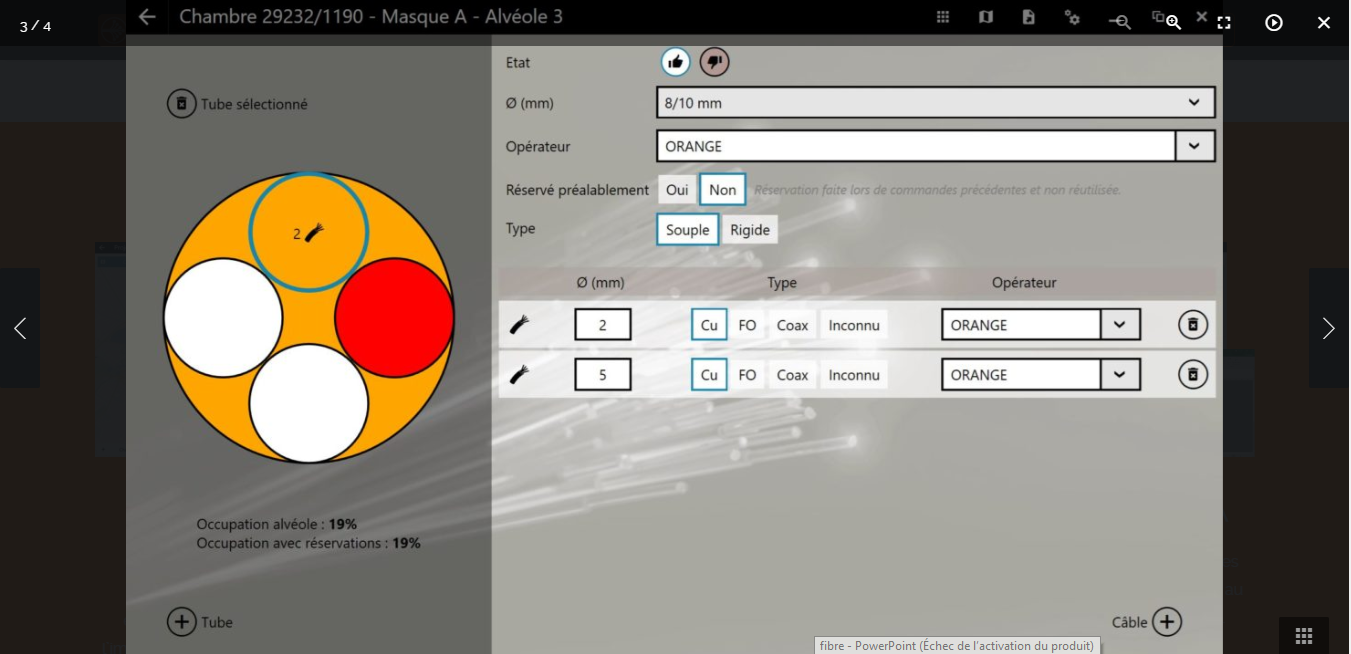 3 / 4
Chambre 29232/1190 - Masque A - Alvéole 3
Etat
Tube sélectionné
Ø (mm)
8/10 mm
Opérateur
ORANGE
Réservé préalablement
Oui
Non
Réservation faite lors de commandes précédentes et non réutilisée.
Type
Souple
Rigide
2
Ø (mm)
Type
Opérateur
2
Cu
FO
Coax
Inconnu
ORANGE
5
Cu
FO
Coax
Inconnu
ORANGE
Occupation alvéole : 19%
Occupation avec réservations : 19%
Tube
Câble
fibre - PowerPoint (Échec de l'activation du produit)